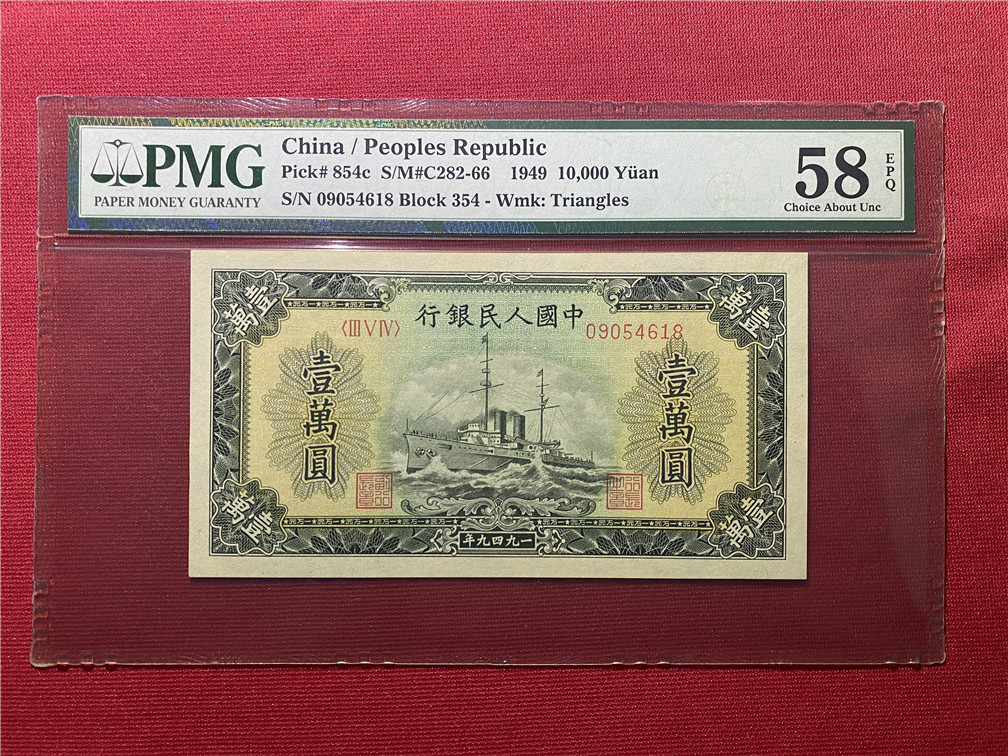 PMG
PAPER MONEY GUARANTY
China / Peoples Republic
Pick# 854c S/M#C282-66 1949 10,000 Yüan
S/N 09054618 Block 354 - Wmk: Triangles
58
EPQ
Choice About Unc
壹萬
壹萬
行銀民人國中
〈III V IV〉
09054618
壹萬圓
壹萬圓
壹萬
壹萬
年九四九一